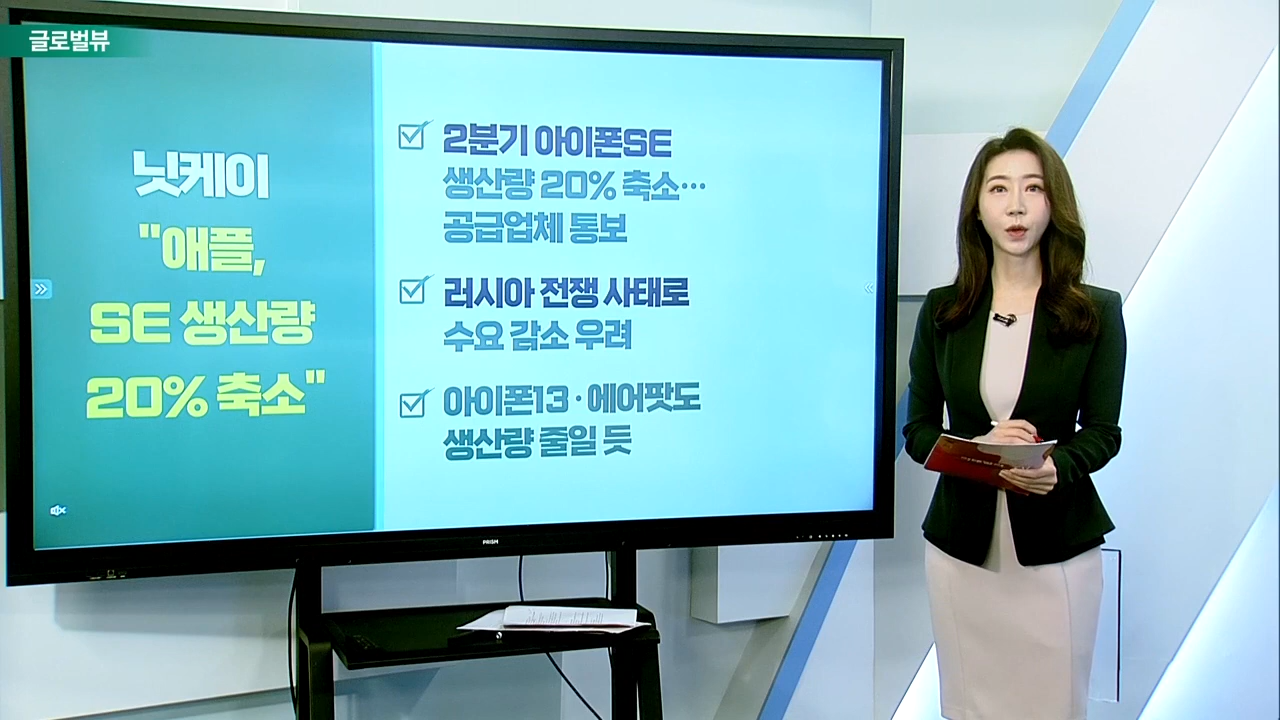 글로벌뷰
닛케이
"애플,
SE 생산량
20% 축소"
2분기 아이폰SE
생산량 20% 축소…
공급업체 통보
러시아 전쟁 사태로
수요 감소 우려
아이폰13·에어팟도
생산량 줄일 듯
PRISM